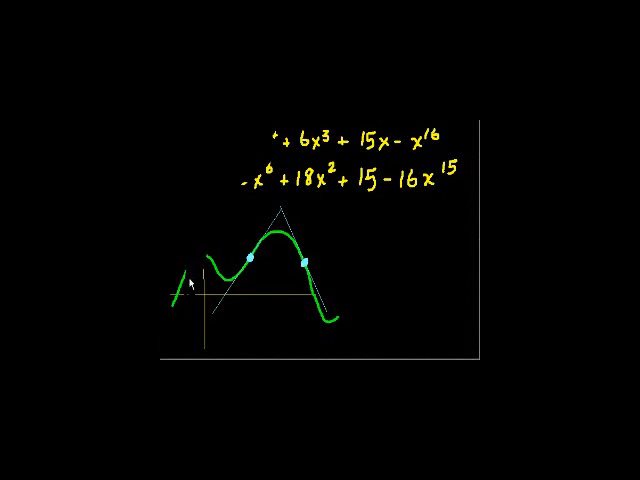 + 6x³ + 15x - x¹⁶
- x⁶ + 18x² + 15 - 16x¹⁵